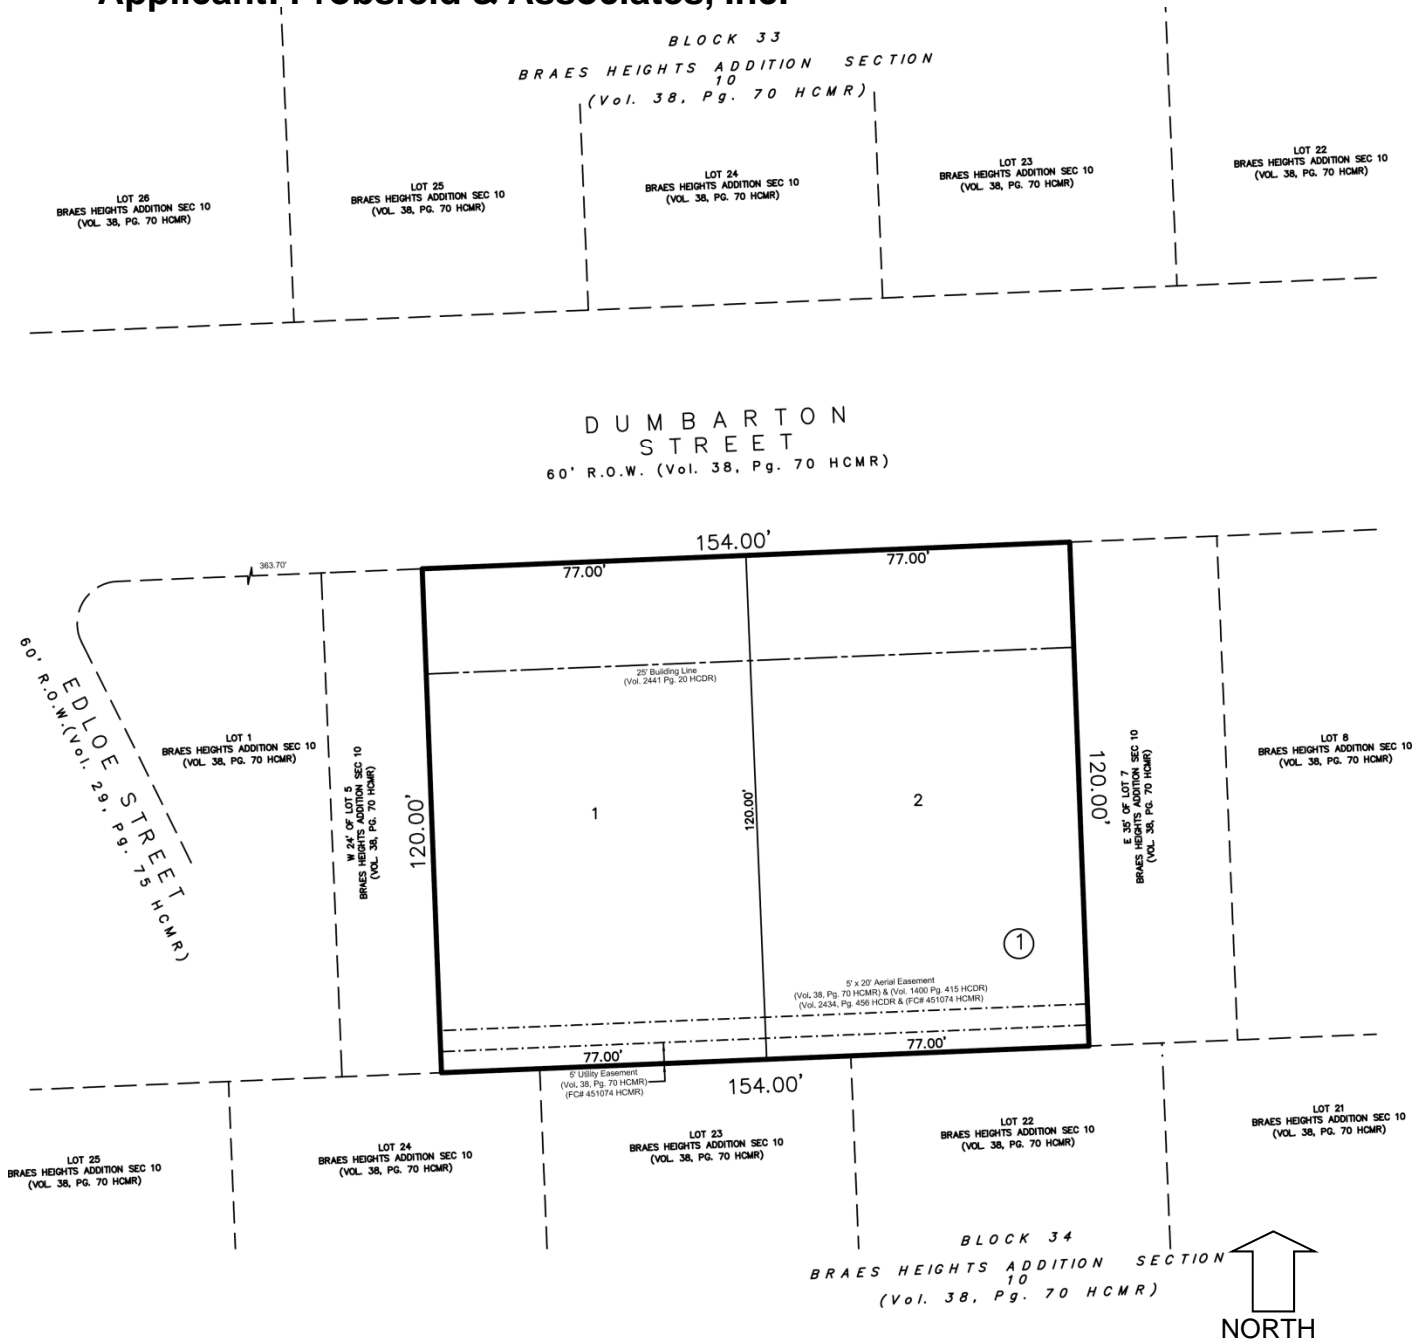 Applicant: Probstfeld & Associates, Inc.
BLOCK 33
BRAES HEIGHTS ADDITION SECTION
10
(Vol. 38, Pg. 70 HCMR)
LOT 26
BRAES HEIGHTS ADDITION SEC 10
(VOL. 38, PG. 70 HCMR)
LOT 25
BRAES HEIGHTS ADDITION SEC 10
(VOL. 38, PG. 70 HCMR)
LOT 24
BRAES HEIGHTS ADDITION SEC 10
(VOL. 38, PG. 70 HCMR)
LOT 23
BRAES HEIGHTS ADDITION SEC 10
(VOL. 38, PG. 70 HCMR)
LOT 22
BRAES HEIGHTS ADDITION SEC 10
(VOL. 38, PG. 70 HCMR)
DUMBARTON
STREET
60' R.O.W. (Vol. 38, Pg. 70 HCMR)
154.00'
77.00'
77.00'
363.70'
EDLOE STREET
60' R.O.W.(Vol. 29, Pg. 75 HCMR)
LOT 1
BRAES HEIGHTS ADDITION SEC 10
(VOL. 38, PG. 70 HCMR)
W 24' OF LOT 5
BRAES HEIGHTS ADDITION SEC 10
(VOL. 38, PG. 70 HCMR)
120.00'
25' Building Line
(Vol. 2441 Pg. 20 HCDR)
1
120.00'
2
120.00'
E 35' OF LOT 7
BRAES HEIGHTS ADDITION SEC 10
(VOL. 38, PG. 70 HCMR)
LOT 8
BRAES HEIGHTS ADDITION SEC 10
(VOL. 38, PG. 70 HCMR)
1
5' x 20' Aerial Easement
(Vol. 38, Pg. 70 HCMR) & (Vol. 1400 Pg. 415 HCDR)
(Vol. 2434, Pg. 456 HCDR & (FC# 451074 HCMR)
77.00'
77.00'
5' Utility Easement
(Vol. 38, Pg. 70 HCMR)
(FC# 451074 HCMR)
154.00'
LOT 25
BRAES HEIGHTS ADDITION SEC 10
(VOL. 38, PG. 70 HCMR)
LOT 24
BRAES HEIGHTS ADDITION SEC 10
(VOL. 38, PG. 70 HCMR)
LOT 23
BRAES HEIGHTS ADDITION SEC 10
(VOL. 38, PG. 70 HCMR)
LOT 22
BRAES HEIGHTS ADDITION SEC 10
(VOL. 38, PG. 70 HCMR)
LOT 21
BRAES HEIGHTS ADDITION SEC 10
(VOL. 38, PG. 70 HCMR)
BLOCK 34
BRAES HEIGHTS ADDITION SECTION
10
(Vol. 38, Pg. 70 HCMR)
NORTH